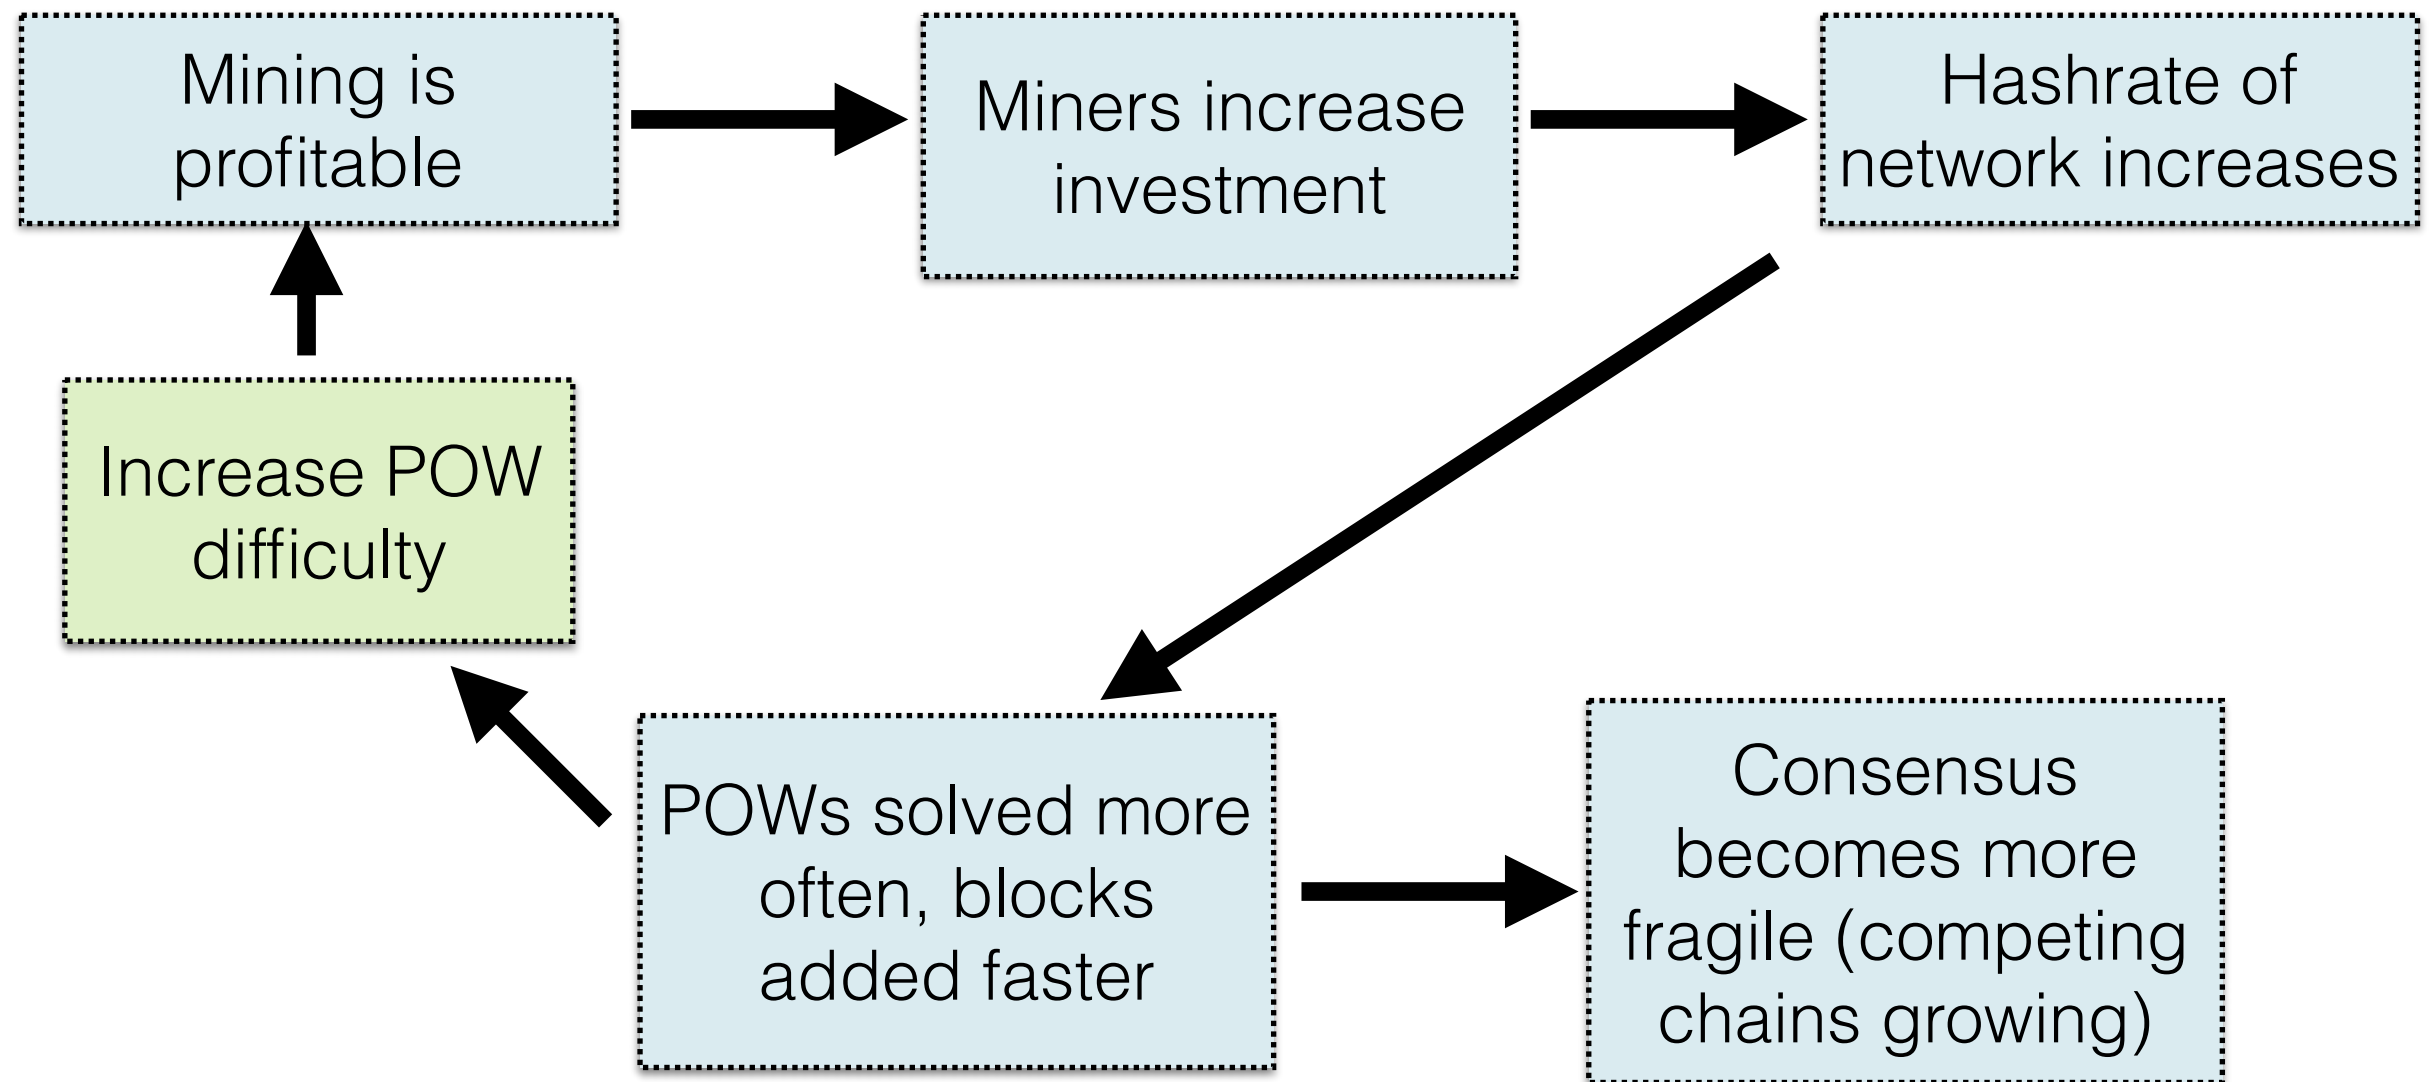 Mining is
profitable
Miners increase
investment
Hashrate of
network increases
Increase POW
difficulty
POWs solved more
often, blocks
added faster
Consensus
becomes more
fragile (competing
chains growing)